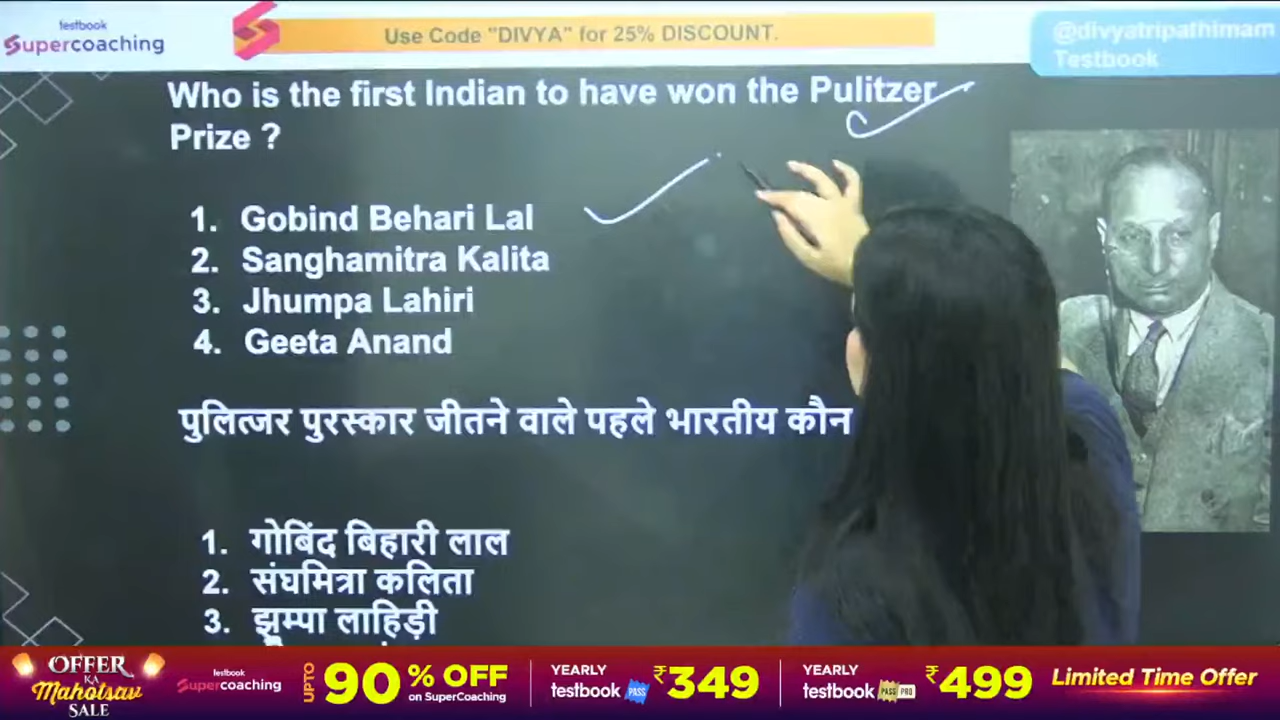 testbook
Supercoaching
Use Code "DIVYA" for 25% DISCOUNT.
@divyatripathimam
Testbook
Who is the first Indian to have won the Pulitzer
Prize ?
1. Gobind Behari Lal
2. Sanghamitra Kalita
3. Jhumpa Lahiri
4. Geeta Anand
पुलित्जर पुरस्कार जीतने वाले पहले भारतीय कौन
1. गोबिंद बिहारी लाल
2. संघमित्रा कलिता
3. झुम्पा लाहिड़ी
OFFER
KA
Mahotsav
SALE
testbook
Supercoaching
UPTO 90% OFF
on SuperCoaching
YEARLY
testbook PASS
₹349
YEARLY
testbook PASS PRO
₹499
Limited Time Offer